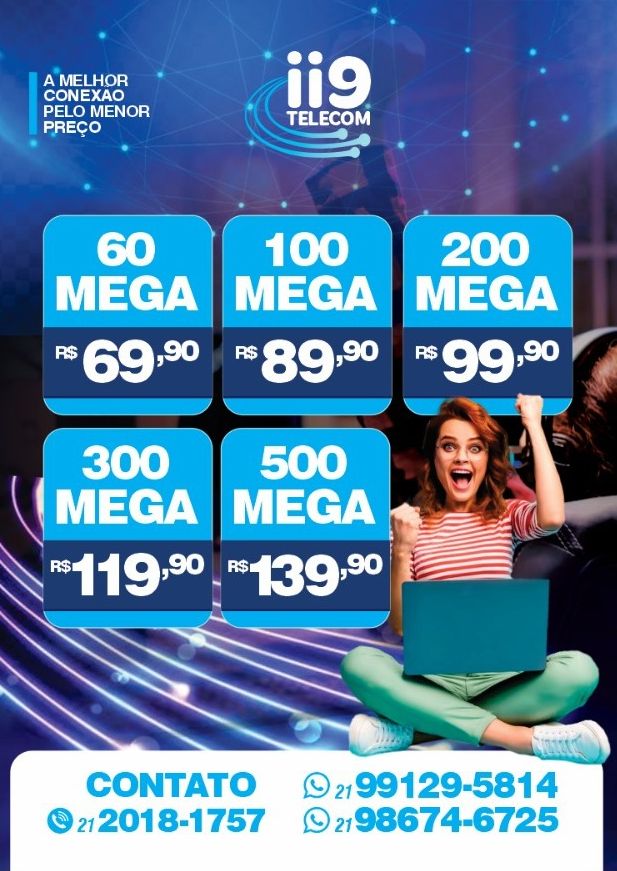 A MELHOR
CONEXÃO
PELO MENOR
PREÇO
ii9
TELECOM
60
MEGA
R$ 69,90
100
MEGA
R$ 89,90
200
MEGA
R$ 99,90
300
MEGA
R$ 119,90
500
MEGA
R$ 139,90
CONTATO
21 2018-1757
21 99129-5814
21 98674-6725